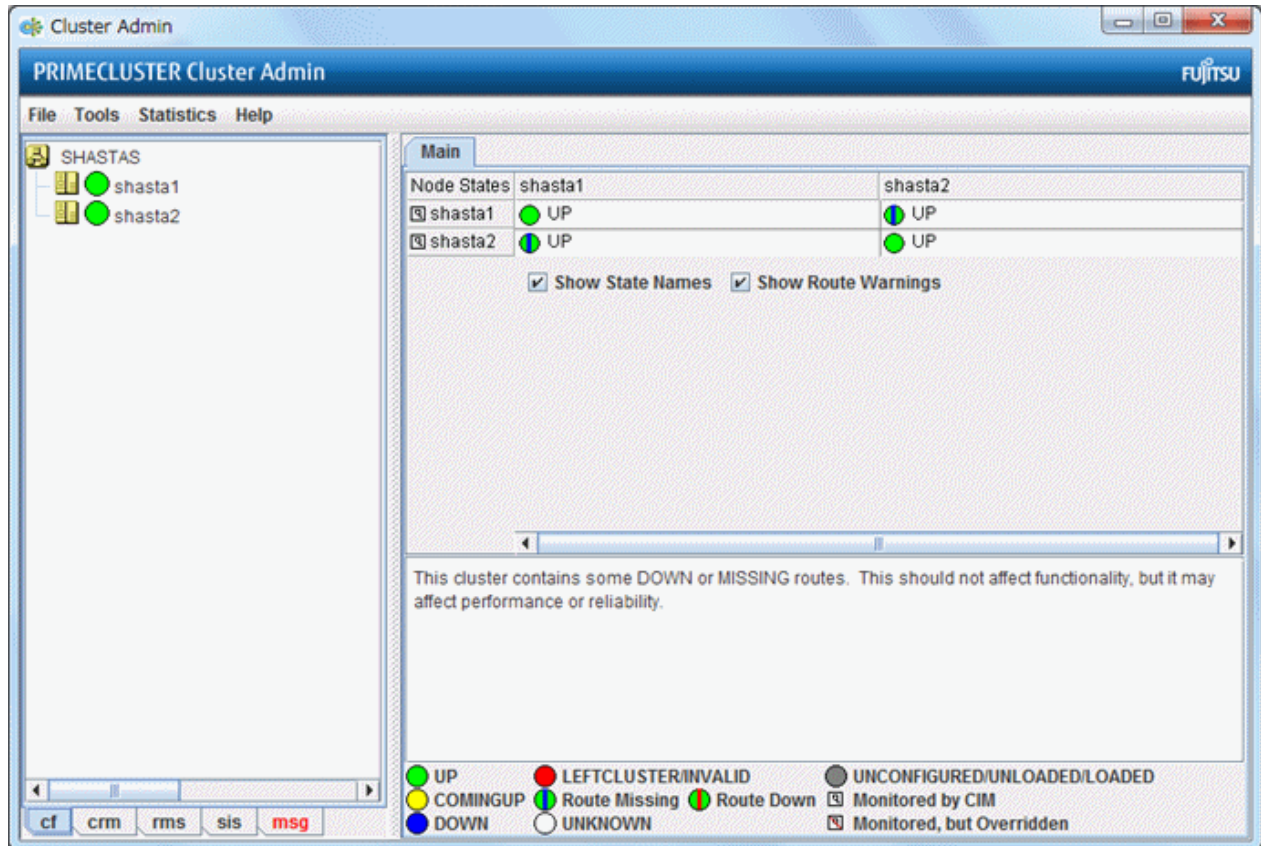 Cluster Admin
PRIMECLUSTER Cluster Admin
FUJITSU
File Tools Statistics Help
SHASTAS
shasta1
shasta2
Main
Node States shasta1 shasta2
shasta1 UP UP
shasta2 UP UP
Show State Names Show Route Warnings
This cluster contains some DOWN or MISSING routes. This should not affect functionality, but it may
affect performance or reliability.
UP LEFTCLUSTER/INVALID UNCONFIGURED/UNLOADED/LOADED
COMINGUP Route Missing Route Down Monitored by CIM
DOWN UNKNOWN Monitored, but Overridden
cf crm rms sis msg